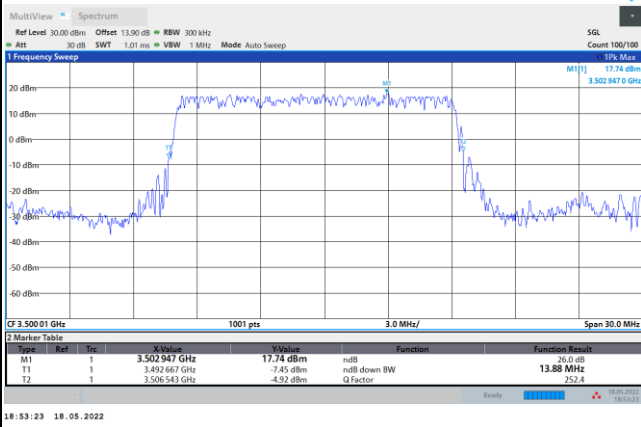 MultiView Spectrum
Ref Level 30.00 dBm Offset 13.90 dB RBW 300 kHz SGL
Att 30 dB SWT 1.01 ms VBW 1 MHz Mode Auto Sweep Count 100/100
1 Frequency Sweep 1Pk Max
M1[1] 17.74 dBm
3.502 947 0 GHz
M1
20 dBm
10 dBm
0 dBm
T1
T2
-10 dBm
-20 dBm
-30 dBm
-40 dBm
-50 dBm
-60 dBm
CF 3.500 01 GHz 1001 pts 3.0 MHz/ Span 30.0 MHz
2 Marker Table
Type Ref Trc X-Value Y-Value Function Function Result
M1 1 3.502 947 GHz 17.74 dBm ndB 26.0 dB
T1 1 3.492 667 GHz -7.45 dBm ndB down BW 13.88 MHz
T2 1 3.506 543 GHz -4.92 dBm Q Factor 252.4
Ready 18.05.2022
18:53:23
18:53:23 18.05.2022